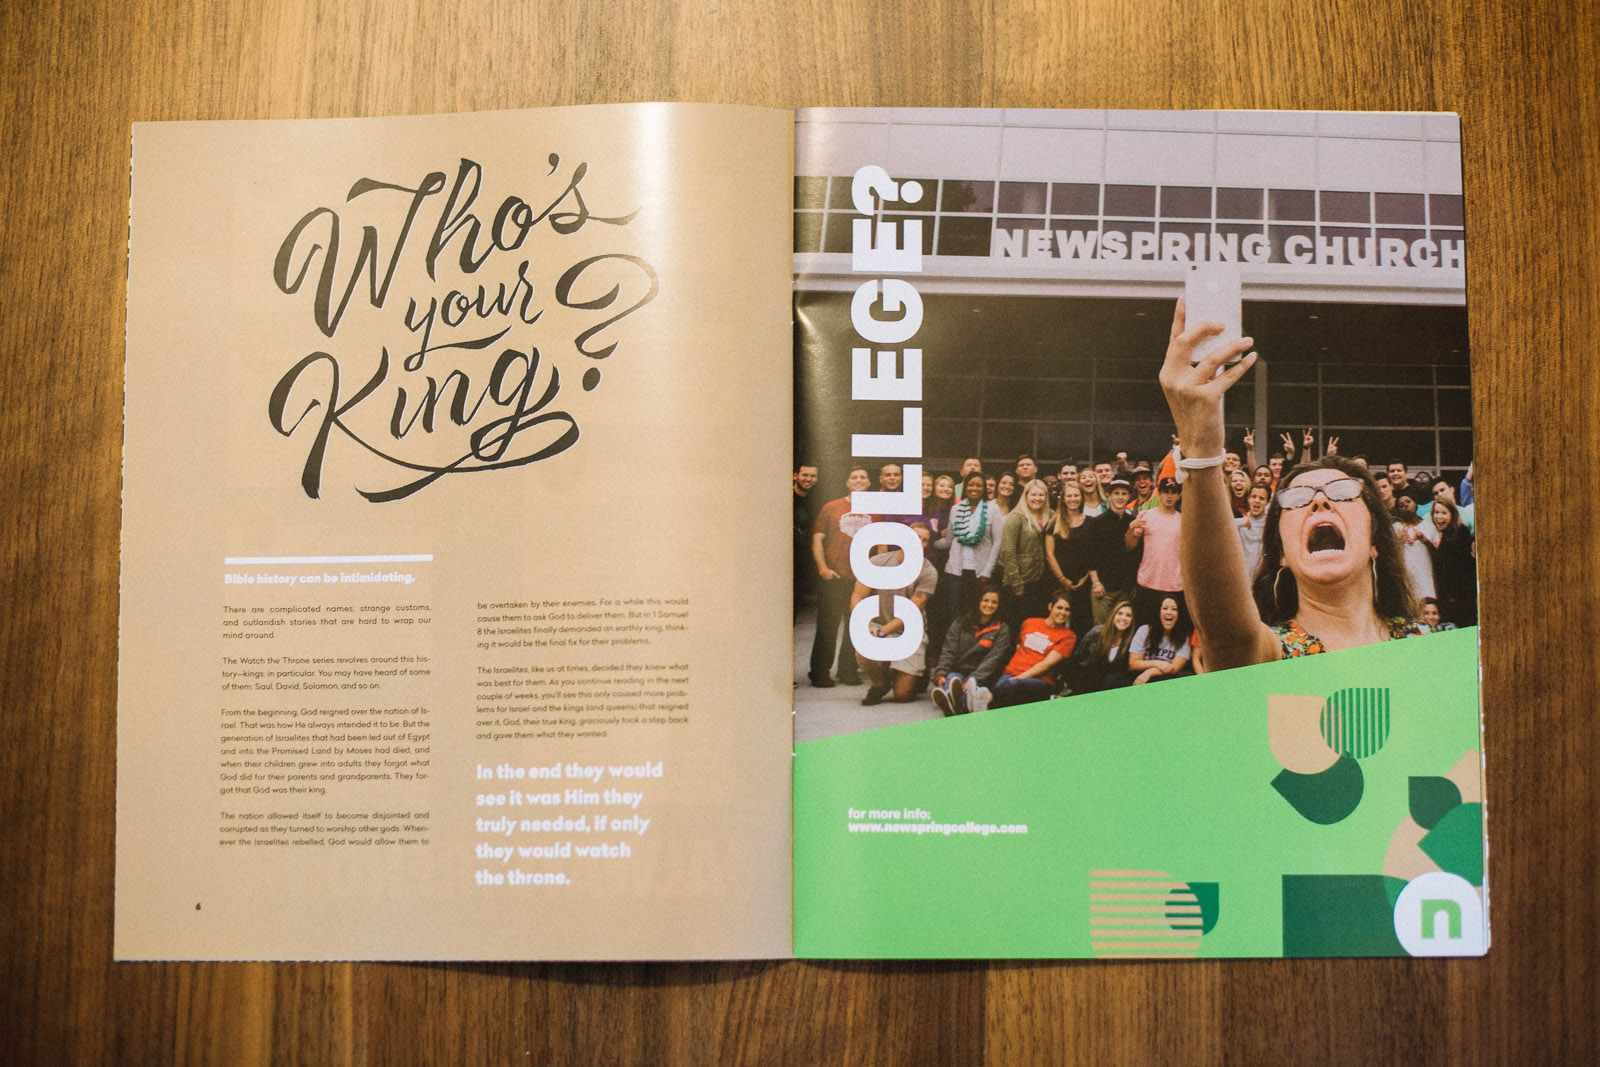 Who's
your
King?
Bible history can be intimidating.
There are complicated names, strange customs,
and outlandish stories that are hard to wrap our
mind around.
The Watch the Throne series revolves around this his-
tory—kings, in particular. You may have heard of some
of them: Saul, David, Solomon, and so on.
From the beginning, God reigned over the nation of Is-
rael. That was how He always intended it to be. But the
generation of Israelites that had been led out of Egypt
and into the Promised Land by Moses had died, and
when their children grew into adults they forgot what
God did for their parents and grandparents. They for-
got that God was their king.
The nation allowed itself to become disjointed and
corrupted as they turned to worship other gods. When-
ever the Israelites rebelled, God would allow them to
be overtaken by their enemies. For a while this would
cause them to ask God to deliver them. But in 1 Samuel
8 the Israelites finally demanded an earthly king, think-
ing it would be the final fix for their problems.
The Israelites, like us at times, decided they knew what
was best for them. As you continue reading in the next
couple of weeks, you'll see this only caused more prob-
lems for Israel and the kings (and queens) that reigned
over it. God, their true king, graciously took a step back
and gave them what they wanted.
In the end they would
see it was Him they
truly needed, if only
they would watch
the throne.
6
COLLEGE?
NEWSPRING CHURCH
for more info:
www.newspringcollege.com
n